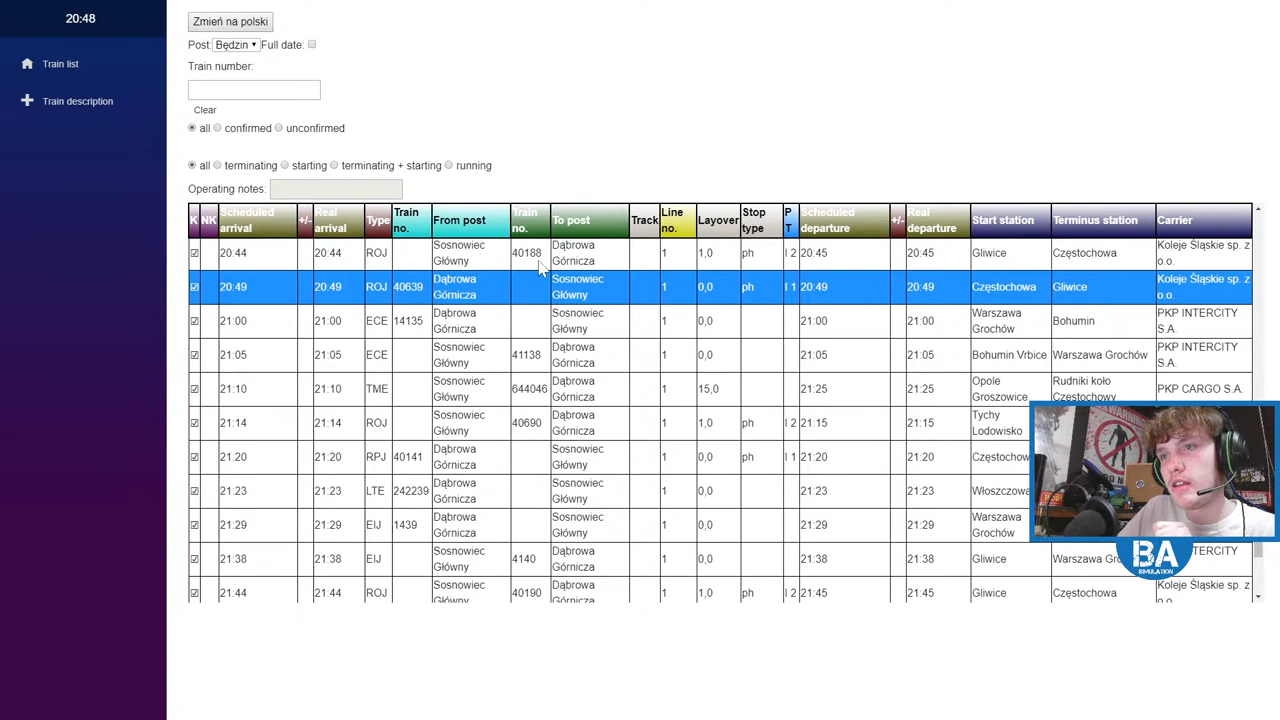 20:48
Train list
Train description
Zmień na polski
Post: Będzin Full date:
Train number:
Clear
all confirmed unconfirmed
all terminating starting terminating + starting running
Operating notes:
K NK Scheduled arrival +/- Real arrival Type Train no. From post Train no. To post Track Line no. Layover Stop type P T Scheduled departure +/- Real departure Start station Terminus station Carrier
20:44 20:44 ROJ Sosnowiec Główny 40188 Dąbrowa Górnicza 1 1,0 ph I 2 20:45 20:45 Gliwice Częstochowa Koleje Śląskie sp. z o.o.
20:49 20:49 ROJ 40639 Dąbrowa Górnicza Sosnowiec Główny 1 0,0 ph I 1 20:49 20:49 Częstochowa Gliwice Koleje Śląskie sp. z o.o.
21:00 21:00 ECE 14135 Dąbrowa Górnicza Sosnowiec Główny 1 0,0 21:00 21:00 Warszawa Grochów Bohumin PKP INTERCITY S.A.
21:05 21:05 ECE Sosnowiec Główny 41138 Dąbrowa Górnicza 1 0,0 21:05 21:05 Bohumin Vrbice Warszawa Grochów PKP INTERCITY S.A.
21:10 21:10 TME Sosnowiec Główny 644046 Dąbrowa Górnicza 1 15,0 21:25 21:25 Opole Groszowice Rudniki koło Częstochowy PKP CARGO S.A.
21:14 21:14 ROJ Sosnowiec Główny 40690 Dąbrowa Górnicza 1 1,0 ph I 2 21:15 21:15 Tychy Lodowisko
21:20 21:20 RPJ 40141 Dąbrowa Górnicza Sosnowiec Główny 1 0,0 ph I 1 21:20 21:20 Częstochowa
21:23 21:23 LTE 242239 Dąbrowa Górnicza Sosnowiec Główny 1 0,0 21:23 21:23 Włoszczowa
21:29 21:29 EIJ 1439 Dąbrowa Górnicza Sosnowiec Główny 1 0,0 21:29 21:29 Warszawa Grochów
21:38 21:38 EIJ Sosnowiec Główny 4140 Dąbrowa Górnicza 1 0,0 21:38 21:38 Gliwice Warszawa INTERCITY S.A.
21:44 21:44 ROJ Sosnowiec Główny 40190 Dąbrowa Górnicza 1 1,0 ph I 2 21:45 21:45 Gliwice Częstochowa Koleje Śląskie sp. z o.o.
BA
SIMULATION